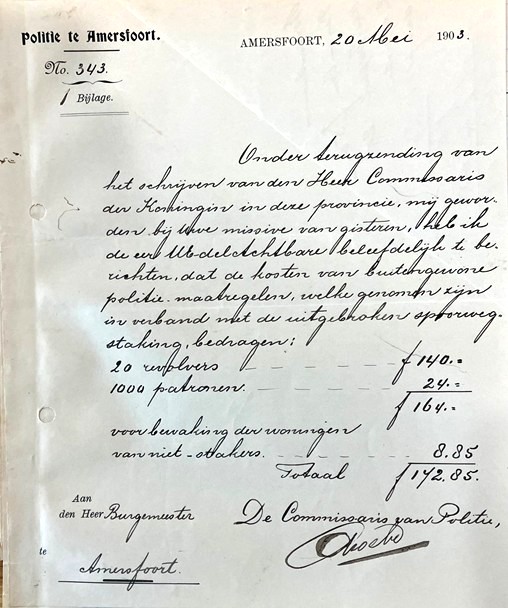 Politie te Amersfoort.
AMERSFOORT, 20 Mei 1903.
No. 343.
1 Bijlage.
Onder terugzending van
het schrijven van den Heer Commissaris
der Koningin in deze provincie, mij gewor-
den bij Uwe missive van gisteren, heb ik
de eer UEdelAchtbare beleefdelijk te be-
richten, dat de kosten van buitengewone
politie-maatregelen, welke genomen zijn
in verband met de uitgebroken spoorweg-
staking, bedragen:
20 revolvers f 140.=
1000 patronen. 24.=
f 164.=
voor bewaking der woningen
van niet-stakers. 8.85
Totaal f 172.85.
Aan
den Heer Burgemeester
te
Amersfoort.
De Commissaris van Politie,